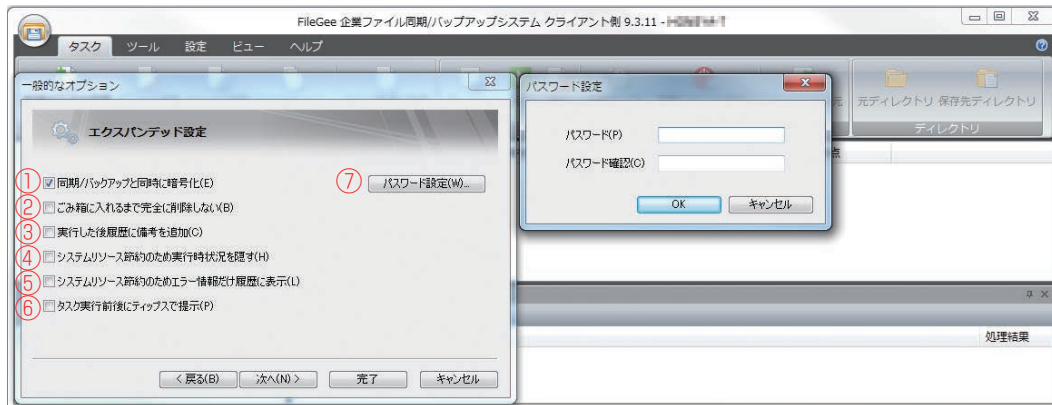 FileGee 企業ファイル同期/バップアップシステム クライアント側 9.3.11 -
タスク ツール 設定 ビュー ヘルプ
一般的なオプション
エクスパンデッド設定
① 同期/バックアップと同時に暗号化(E)
⑦ パスワード設定(W)...
② ごみ箱に入れるまで完全に削除しない(B)
③ 実行した後履歴に備考を追加(C)
④ システムリソース節約のため実行時状況を隠す(H)
⑤ システムリソース節約のためエラー情報だけ履歴に表示(L)
⑥ タスク実行前後にティップスで提示(P)
< 戻る(B) 次へ(N) > 完了 キャンセル
パスワード設定
パスワード(P)
パスワード確認(C)
OK キャンセル
元 元ディレクトリ 保存先ディレクトリ
ディレクトリ
点
処理結果